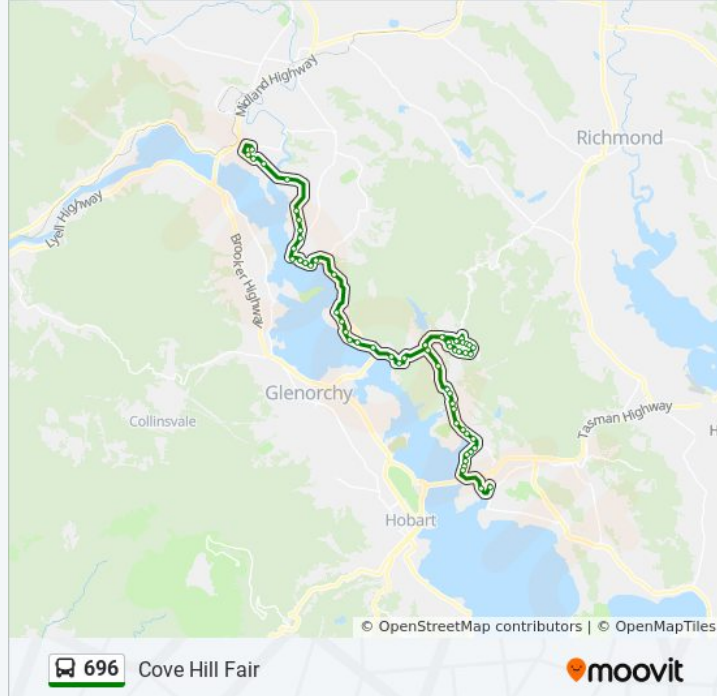 Midland Highway
Richmond
Lyell Highway
Brooker Highway
Glenorchy
Collinsvale
Tasman Highway
H
Hobart
© OpenStreetMap contributors | © OpenMapTiles
696 Cove Hill Fair
moovit